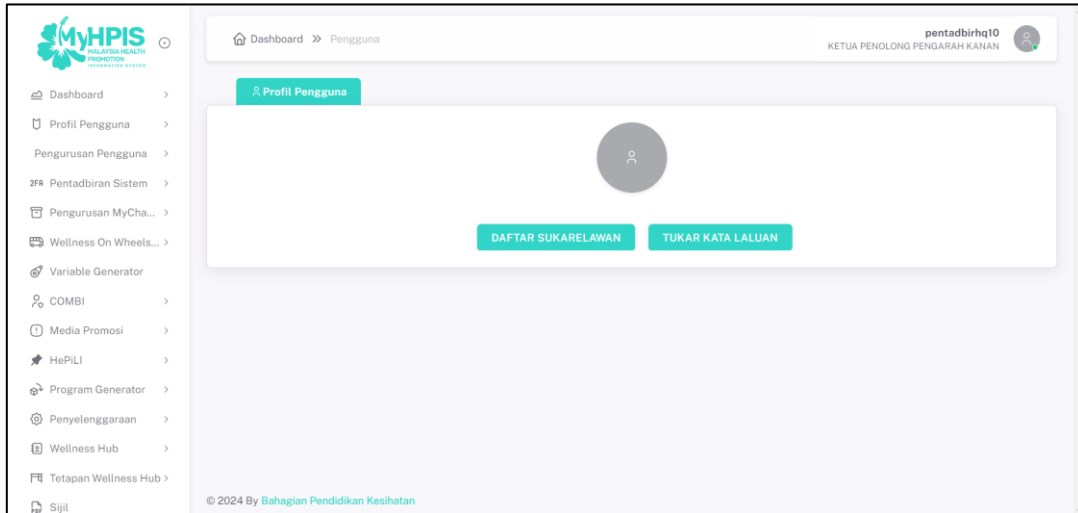 MyHPIS
MALAYSIA HEALTH
PROMOTION
INFORMATION SYSTEM
Dashboard
Profil Pengguna
Pengurusan Pengguna
2FA Pentadbiran Sistem
Pengurusan MyCha...
Wellness On Wheels...
Variable Generator
COMBI
Media Promosi
HePiLI
Program Generator
Penyelenggaraan
Wellness Hub
Tetapan Wellness Hub
Sijil
Dashboard >> Pengguna
pentadbirhq10
KETUA PENOLONG PENGARAH KANAN
Profil Pengguna
DAFTAR SUKARELAWAN TUKAR KATA LALUAN
© 2024 By Bahagian Pendidikan Kesihatan